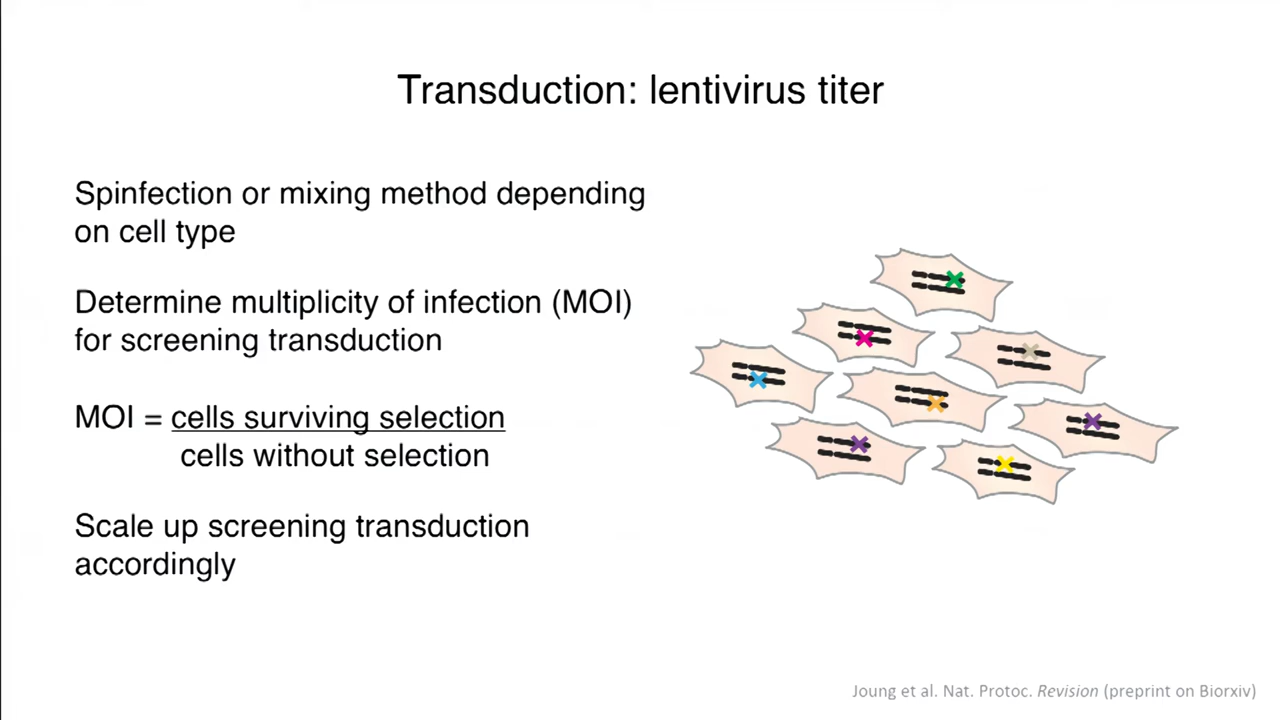 Transduction: lentivirus titer
Spinfection or mixing method depending
on cell type
Determine multiplicity of infection (MOI)
for screening transduction
MOI = cells surviving selection
cells without selection
Scale up screening transduction
accordingly
Joung et al. Nat. Protoc. Revision (preprint on Biorxiv)